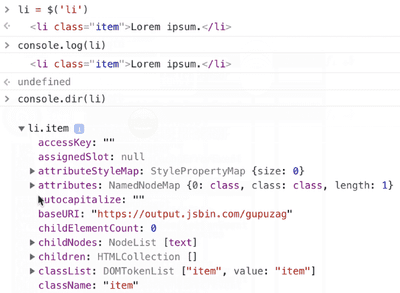 > li = $('li')
<li class="item">Lorem ipsum.</li>
> console.log(li)
<li class="item">Lorem ipsum.</li>
undefined
> console.dir(li)
li.item i
accessKey: ""
assignedSlot: null
attributeStyleMap: StylePropertyMap {size: 0}
attributes: NamedNodeMap {0: class, class: class, length: 1}
autocapitalize: ""
baseURI: "https://output.jsbin.com/gupuzag"
childElementCount: 0
childNodes: NodeList [text]
children: HTMLCollection []
classList: DOMTokenList ["item", value: "item"]
className: "item"